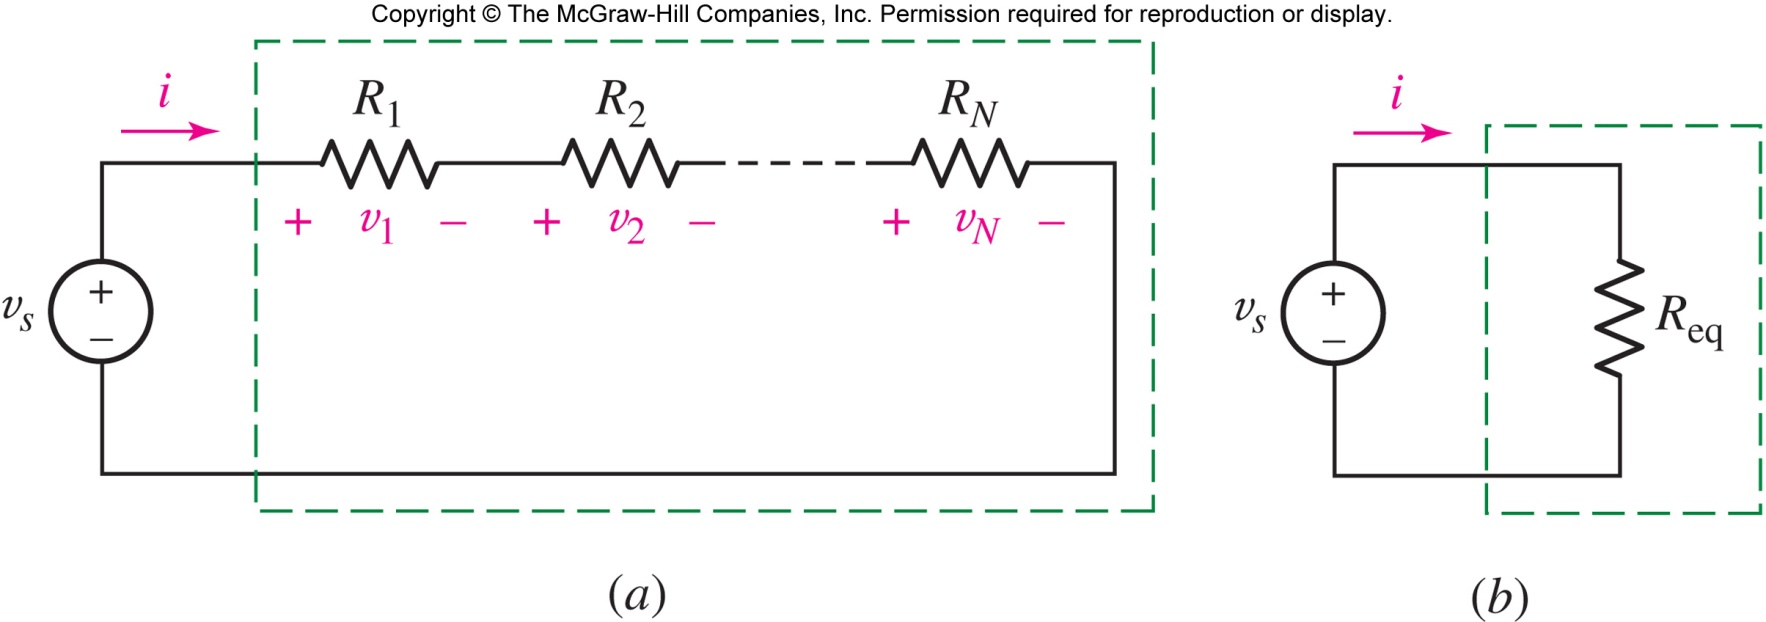 Copyright © The McGraw-Hill Companies, Inc. Permission required for reproduction or display.
i
R1 R2 RN
+ v1 − + v2 − + vN −
vs
+
−
(a)
i
vs
+
−
Req
(b)